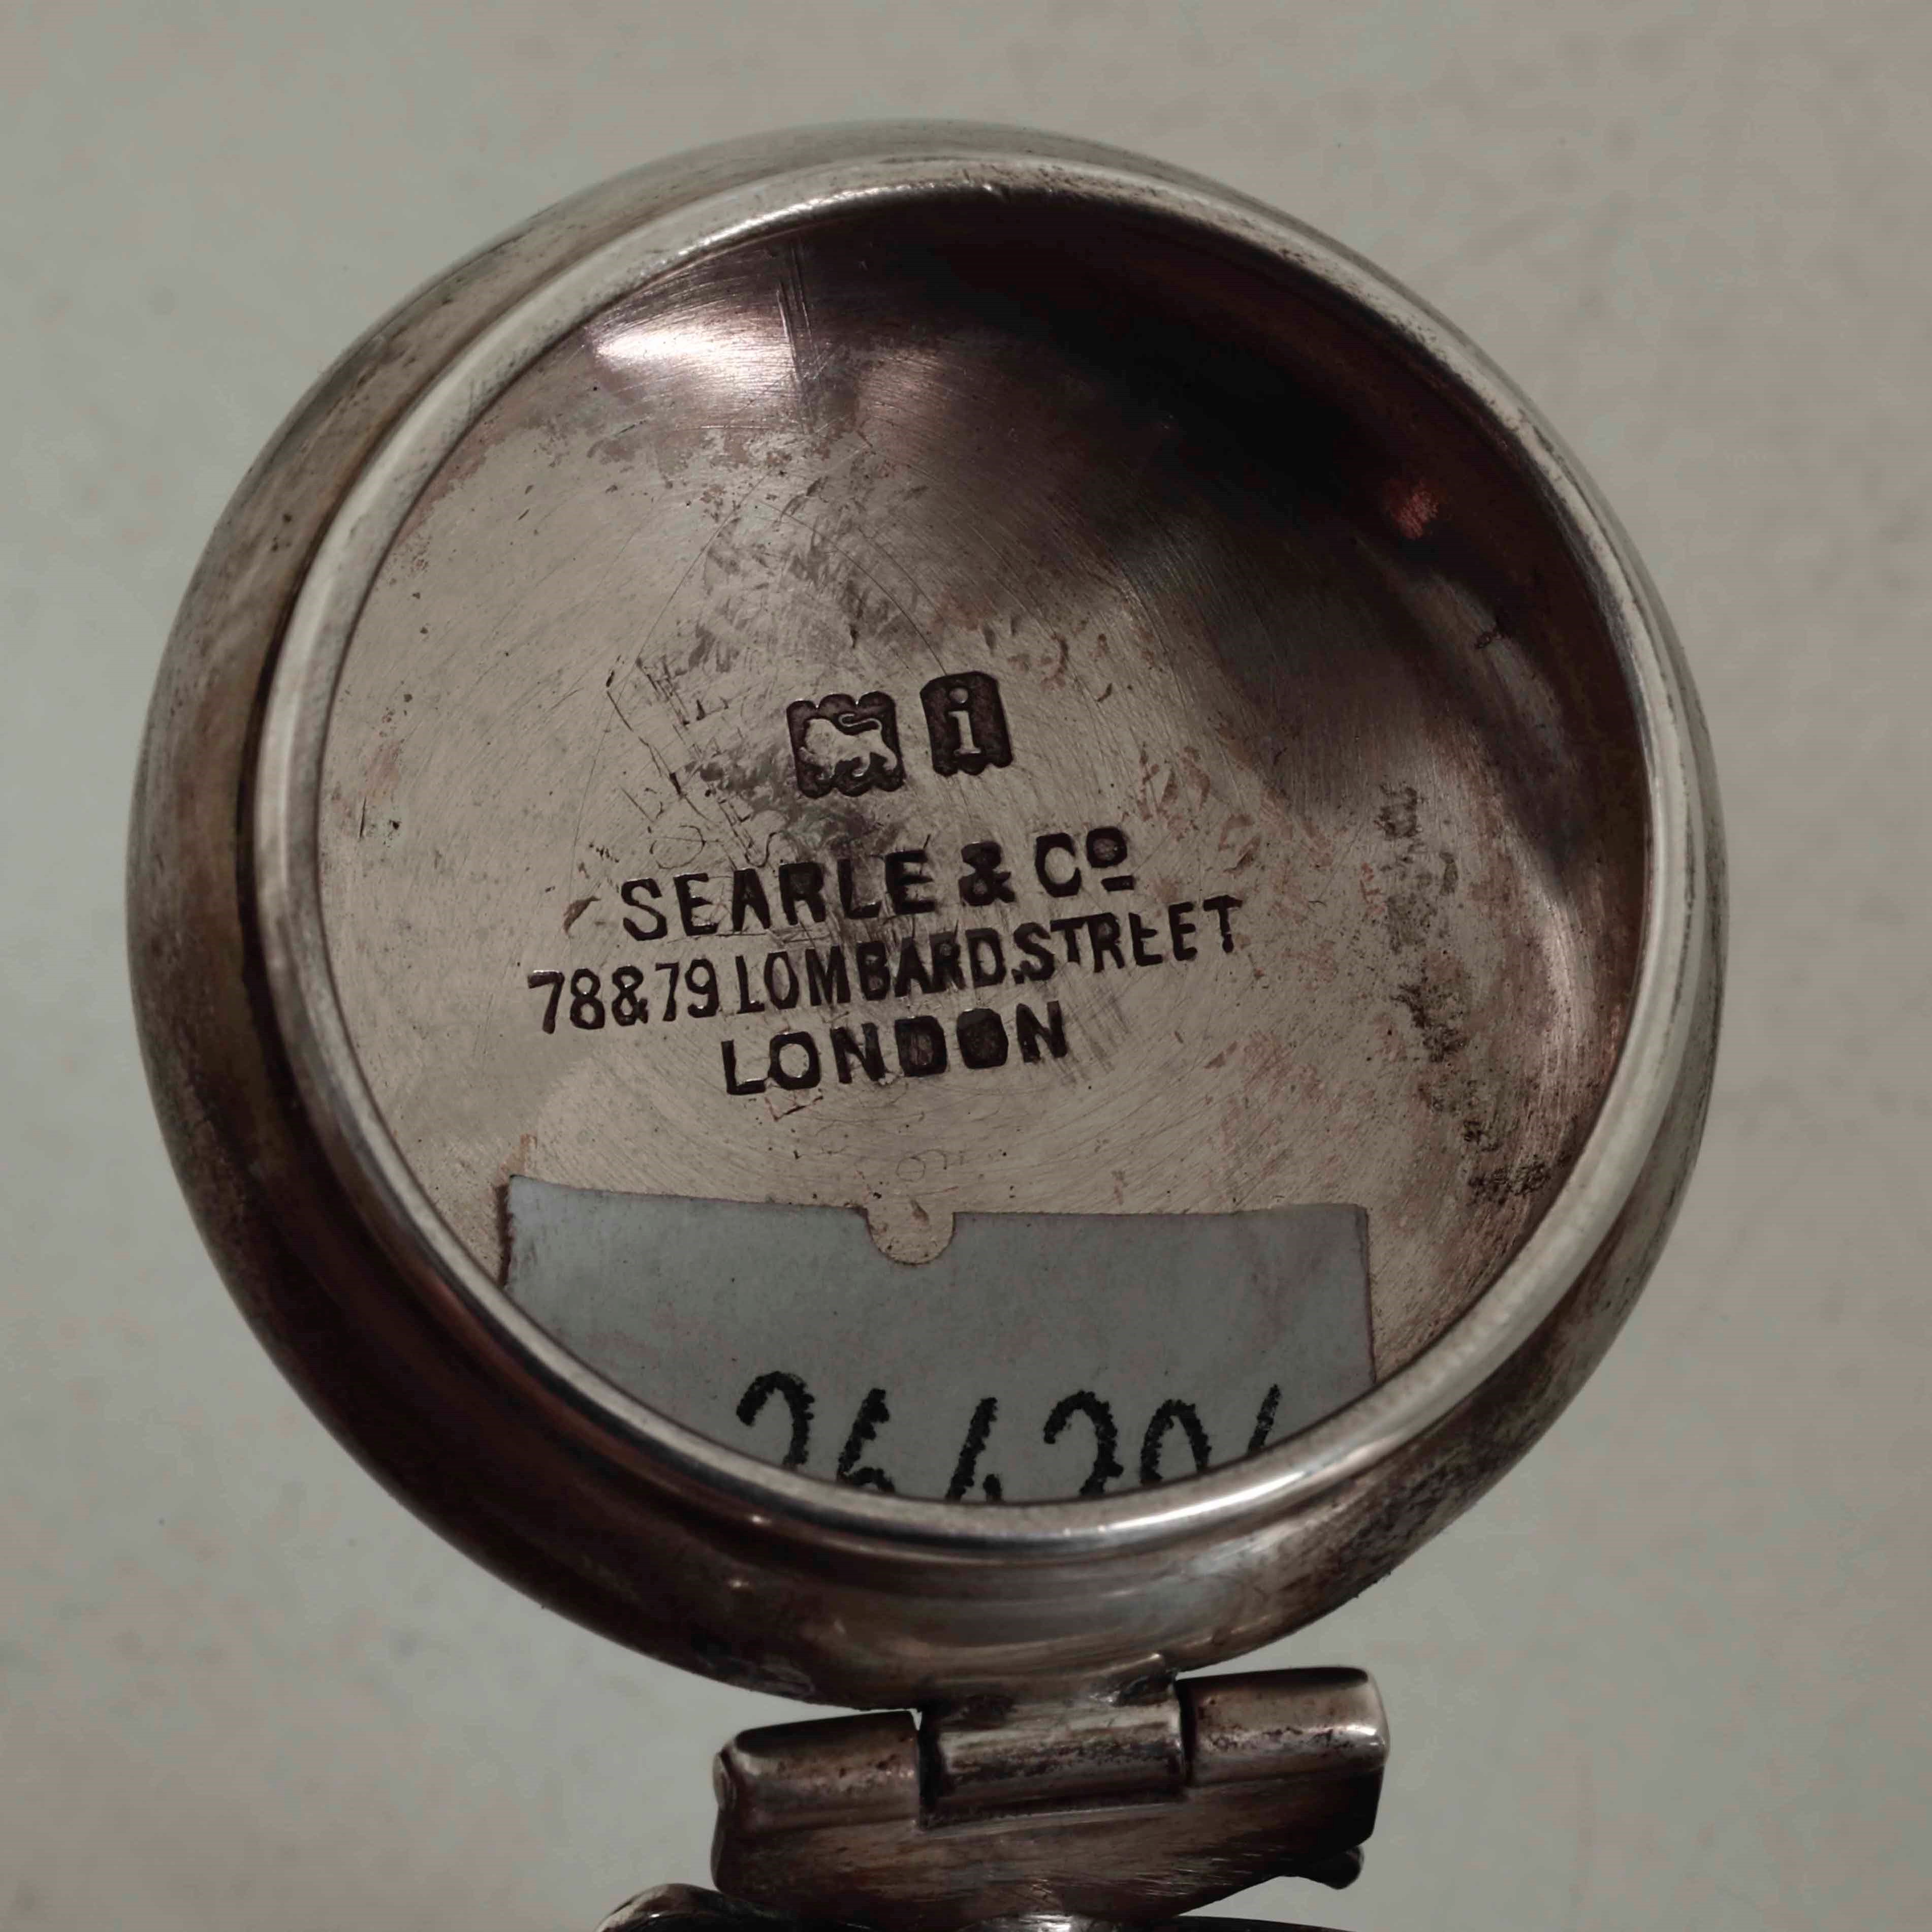 i
SEARLE & Cº
78&79 LOMBARD.STREET
LONDON